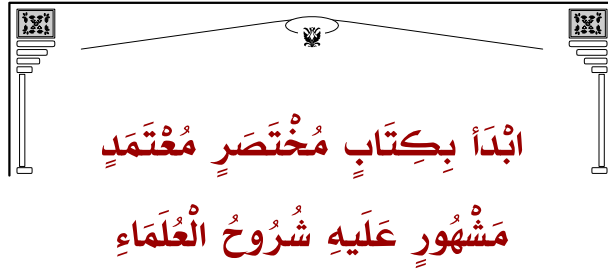 ابْدَأ بِكِتَابٍ مُخْتَصَرٍ مُعْتَمَدٍ
مَشْهُورٍ عَلَيهِ شُرُوحُ الْعُلَمَاءِ